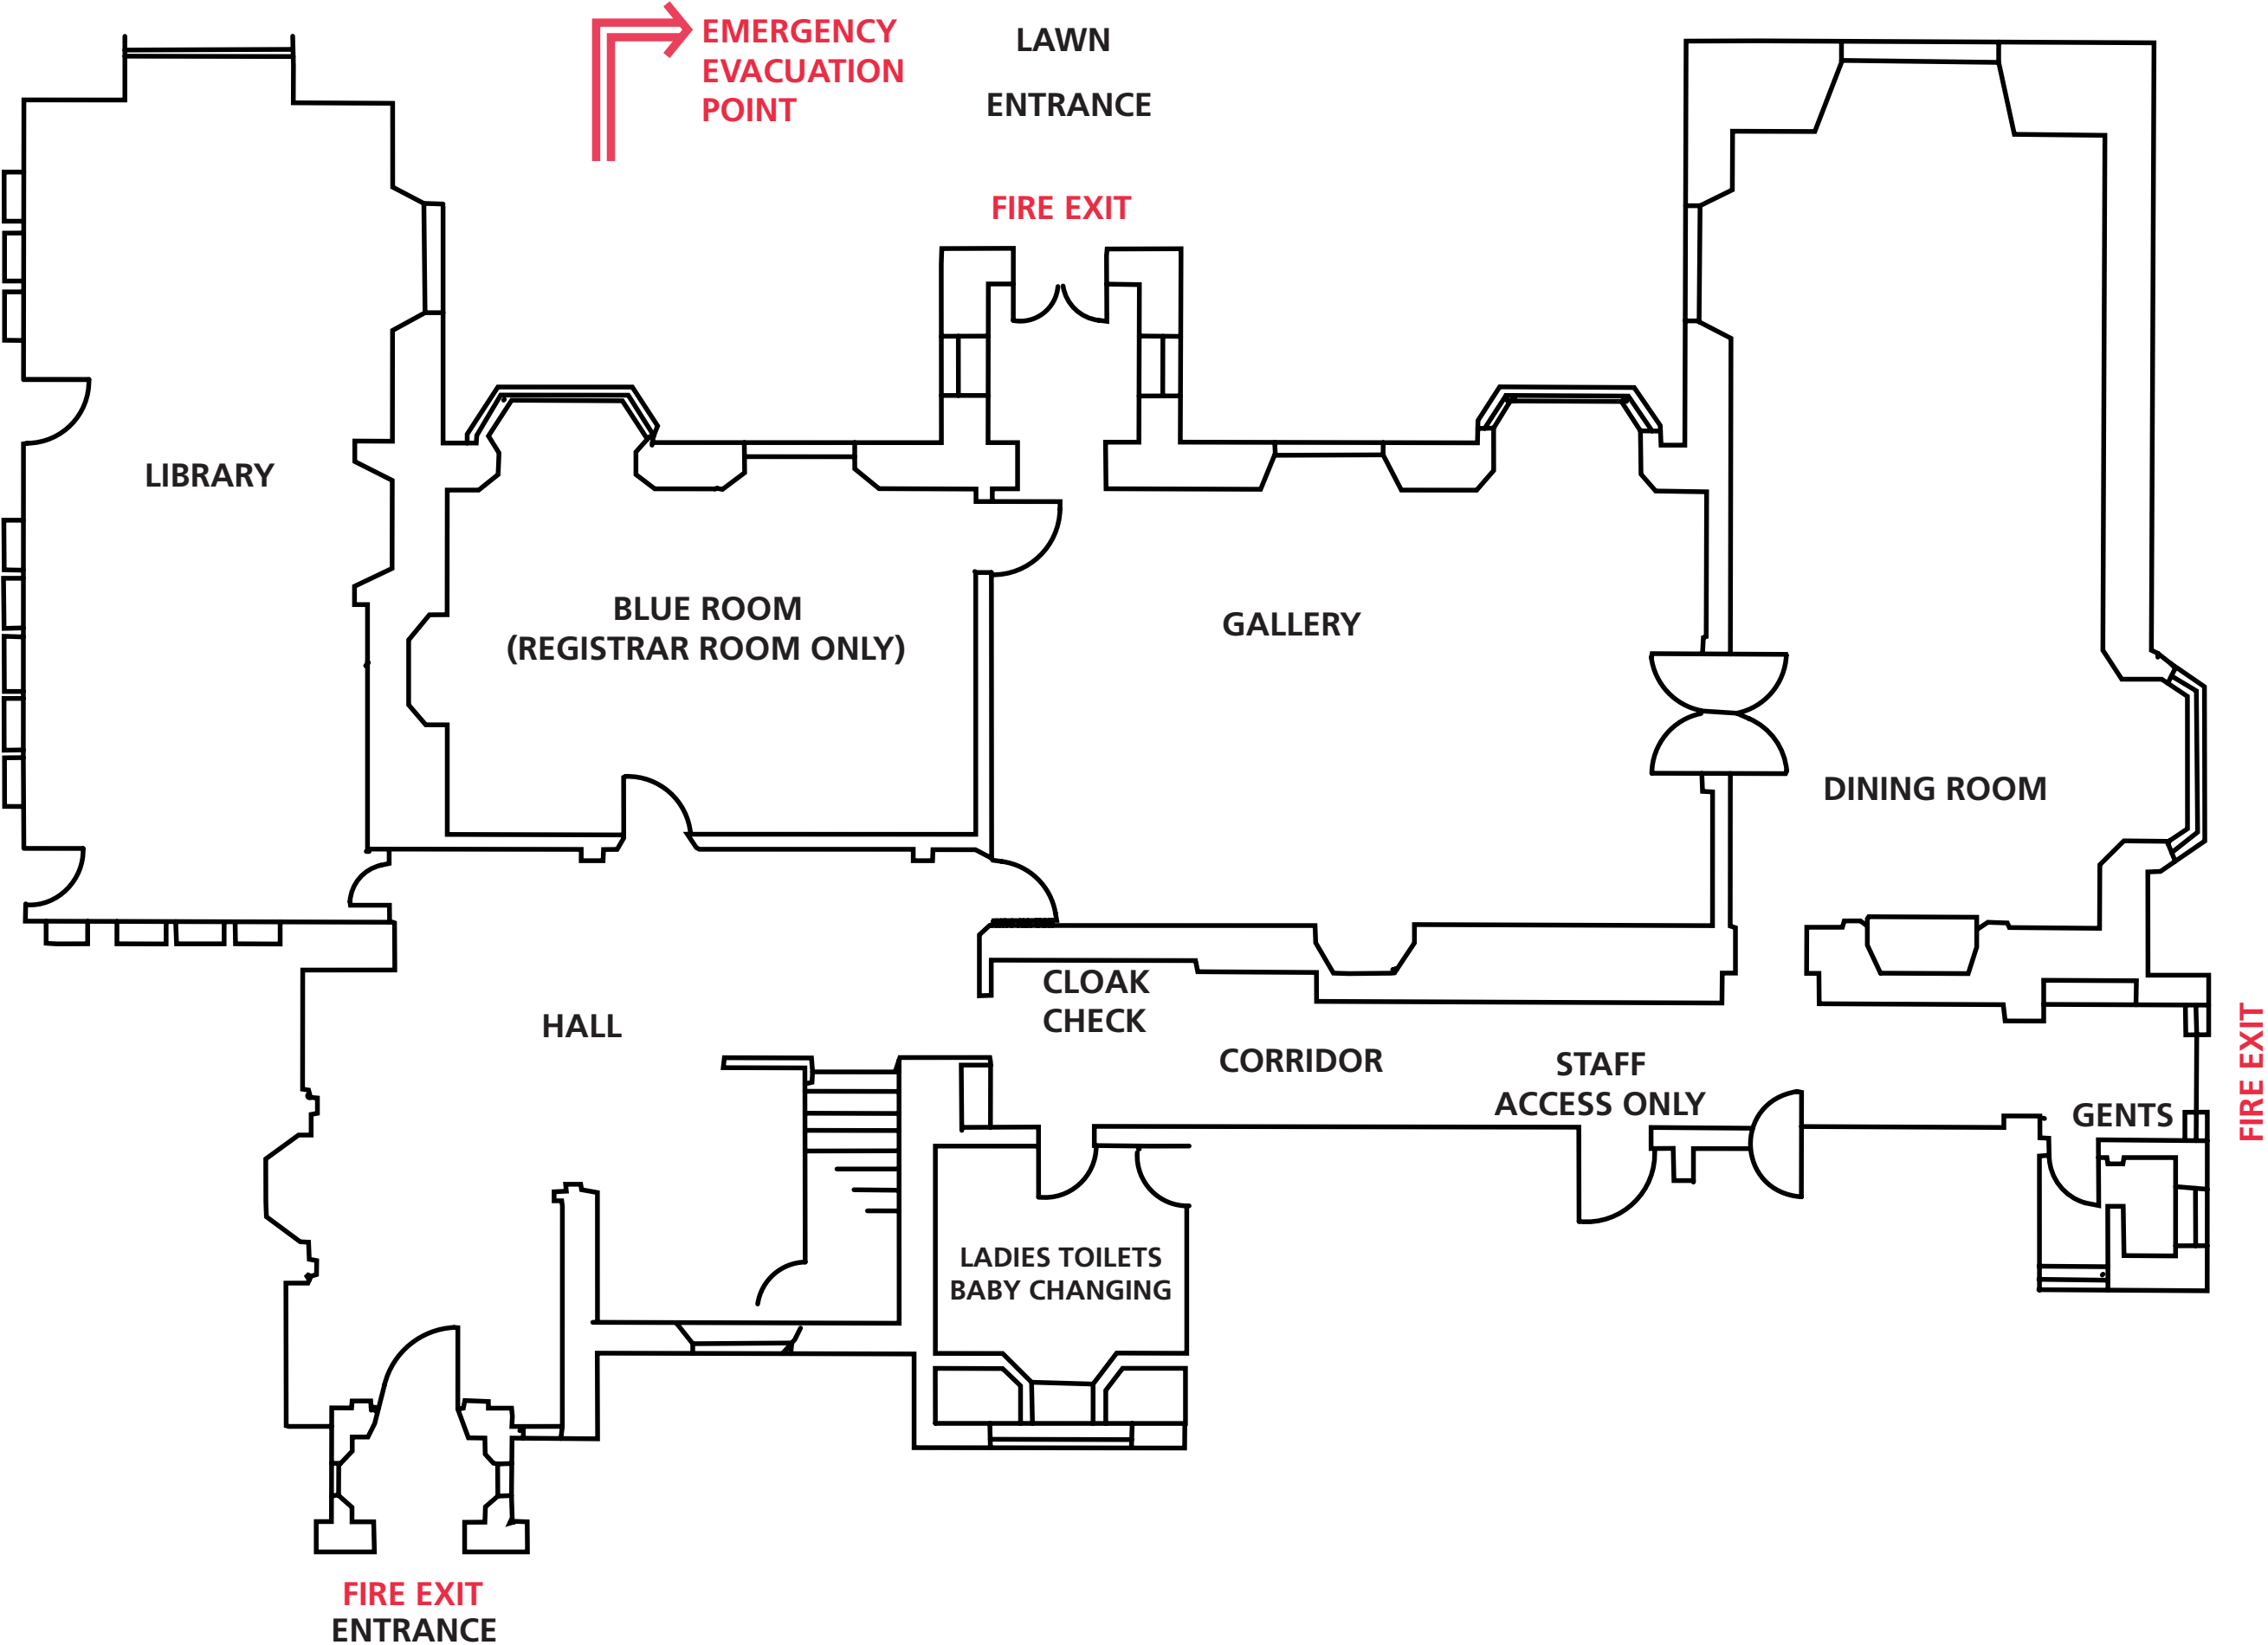 EMERGENCY
EVACUATION
POINT
LAWN
ENTRANCE
FIRE EXIT
LIBRARY
BLUE ROOM
(REGISTRAR ROOM ONLY)
GALLERY
DINING ROOM
HALL
CLOAK
CHECK
CORRIDOR
STAFF
ACCESS ONLY
GENTS
FIRE EXIT
LADIES TOILETS
BABY CHANGING
FIRE EXIT
ENTRANCE